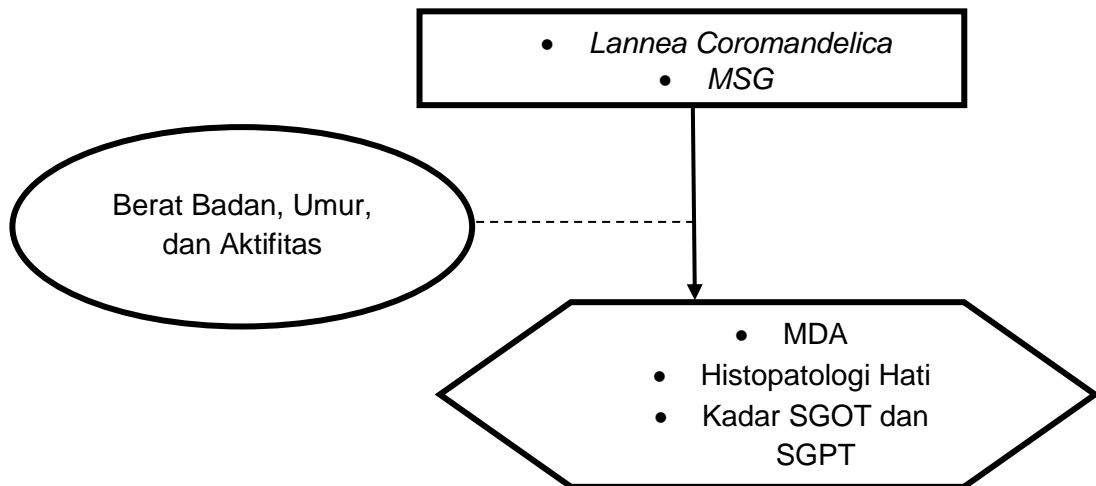 • Lannea Coromandelica
• MSG
Berat Badan, Umur,
dan Aktifitas
• MDA
• Histopatologi Hati
• Kadar SGOT dan
SGPT